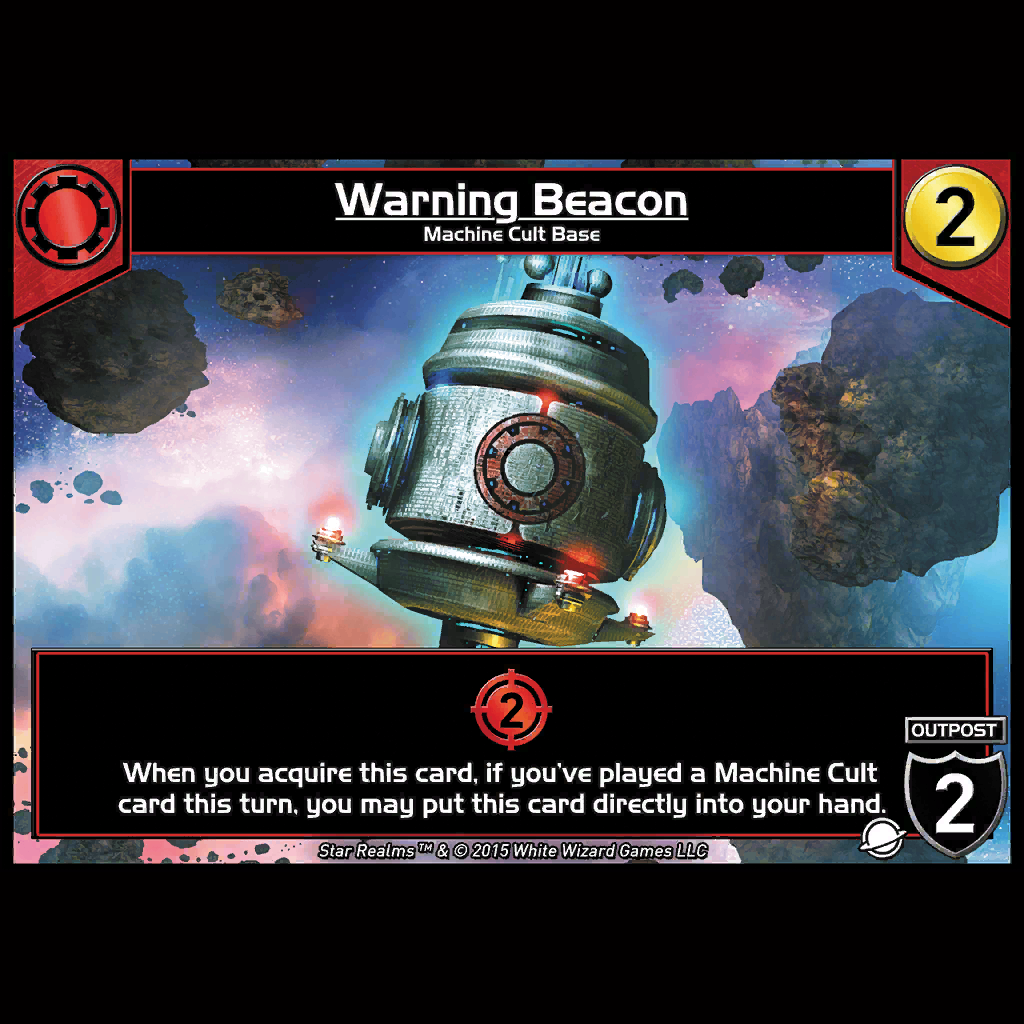 Warning Beacon
Machine Cult Base
2
2
When you acquire this card, if you've played a Machine Cult
card this turn, you may put this card directly into your hand.
OUTPOST
2
Star Realms™ & © 2015 White Wizard Games LLC